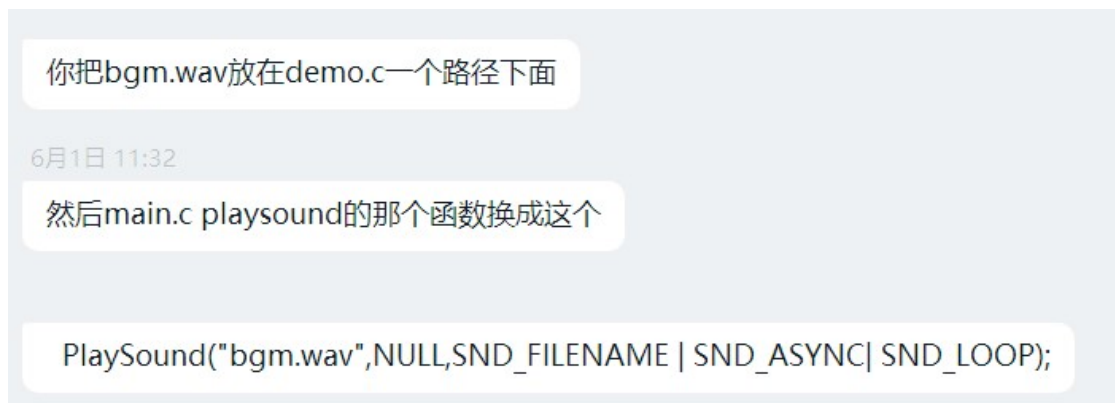 你把bgm.wav放在demo.c一个路径下面
6月1日 11:32
然后main.c playsound的那个函数换成这个
PlaySound("bgm.wav",NULL,SND_FILENAME | SND_ASYNC| SND_LOOP);